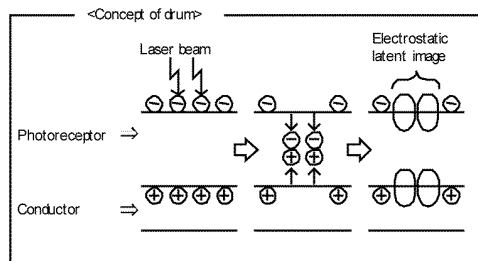 <Concept of drum>
Laser beam
Electrostatic
latent image
Photoreceptor
Conductor